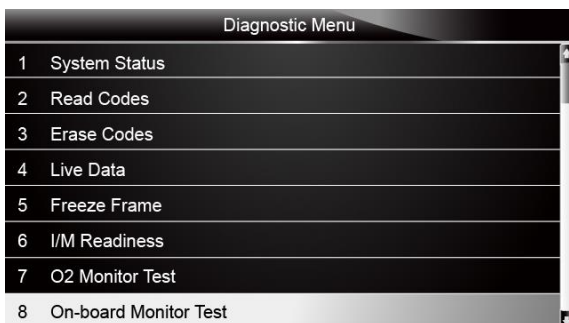 Diagnostic Menu
1 System Status
2 Read Codes
3 Erase Codes
4 Live Data
5 Freeze Frame
6 I/M Readiness
7 O2 Monitor Test
8 On-board Monitor Test